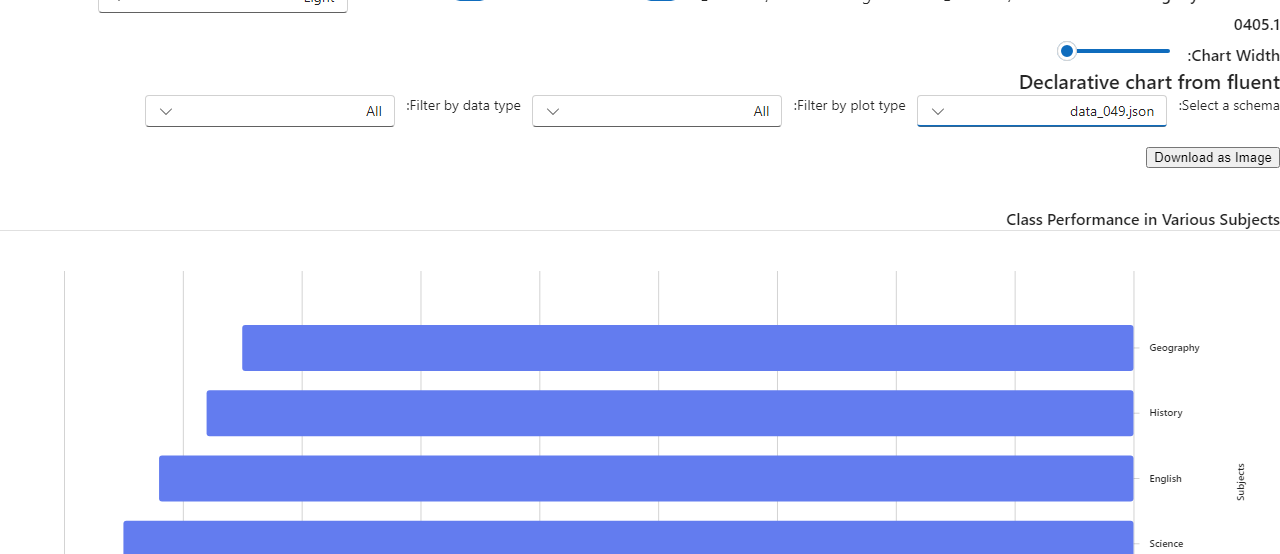 Light
0405.1
:Chart Width
Declarative chart from fluent
:Select a schema data_049.json :Filter by plot type All :Filter by data type All
Download as Image
Class Performance in Various Subjects
Geography
History
English
Subjects
Science